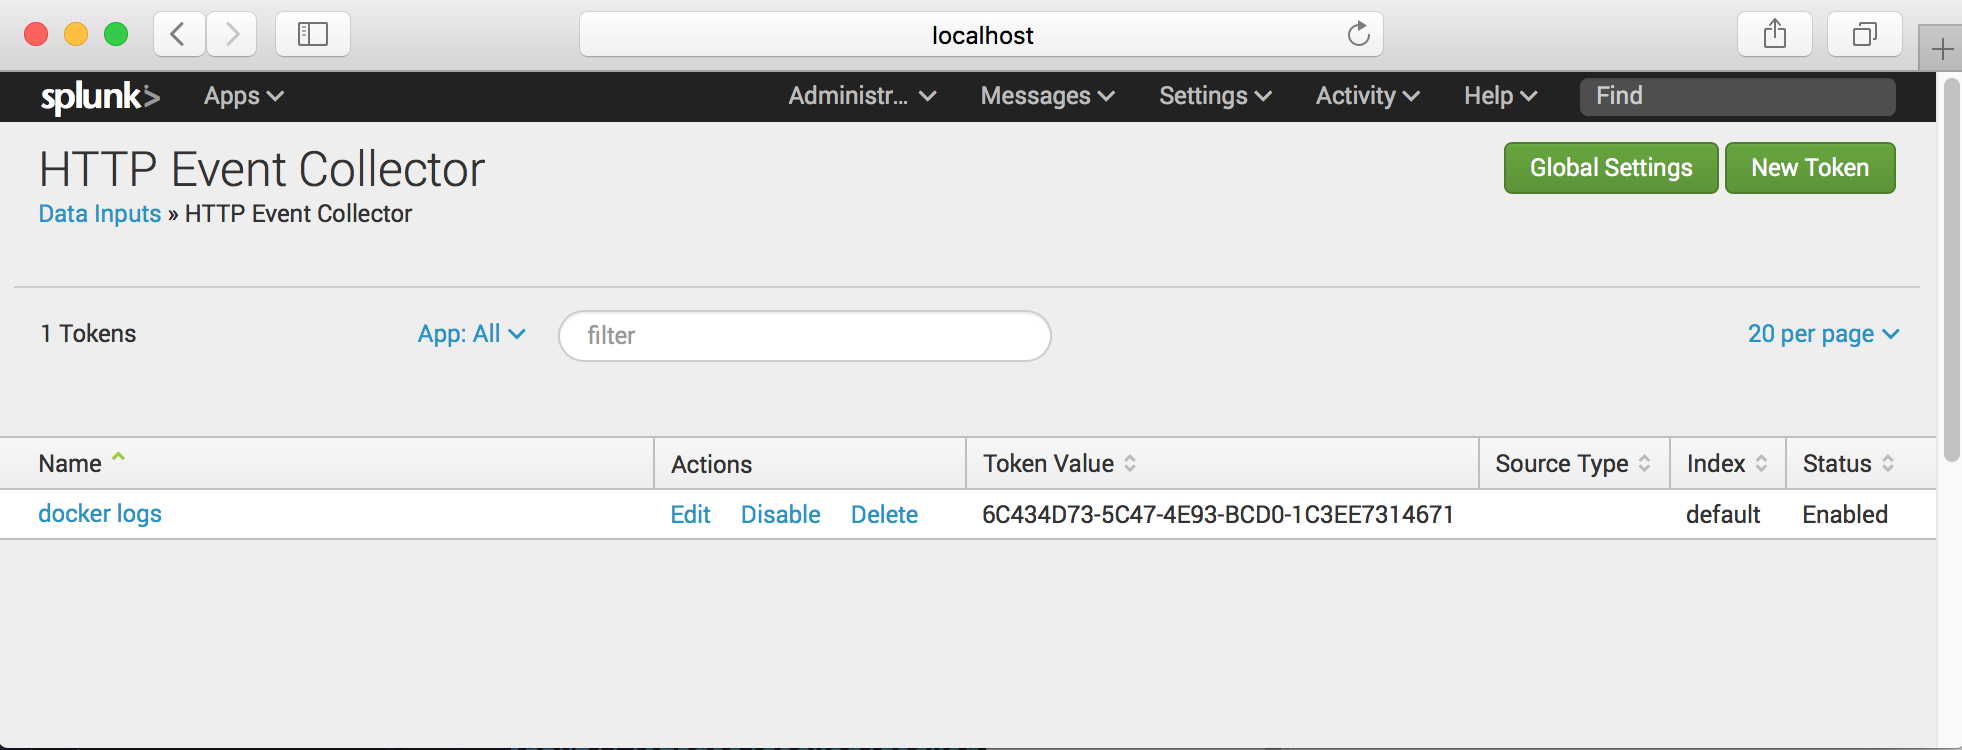 localhost
splunk> Apps Administr... Messages Settings Activity Help Find
HTTP Event Collector
Global Settings New Token
Data Inputs » HTTP Event Collector
1 Tokens App: All filter 20 per page
Name Actions Token Value Source Type Index Status
docker logs Edit Disable Delete 6C434D73-5C47-4E93-BCD0-1C3EE7314671 default Enabled